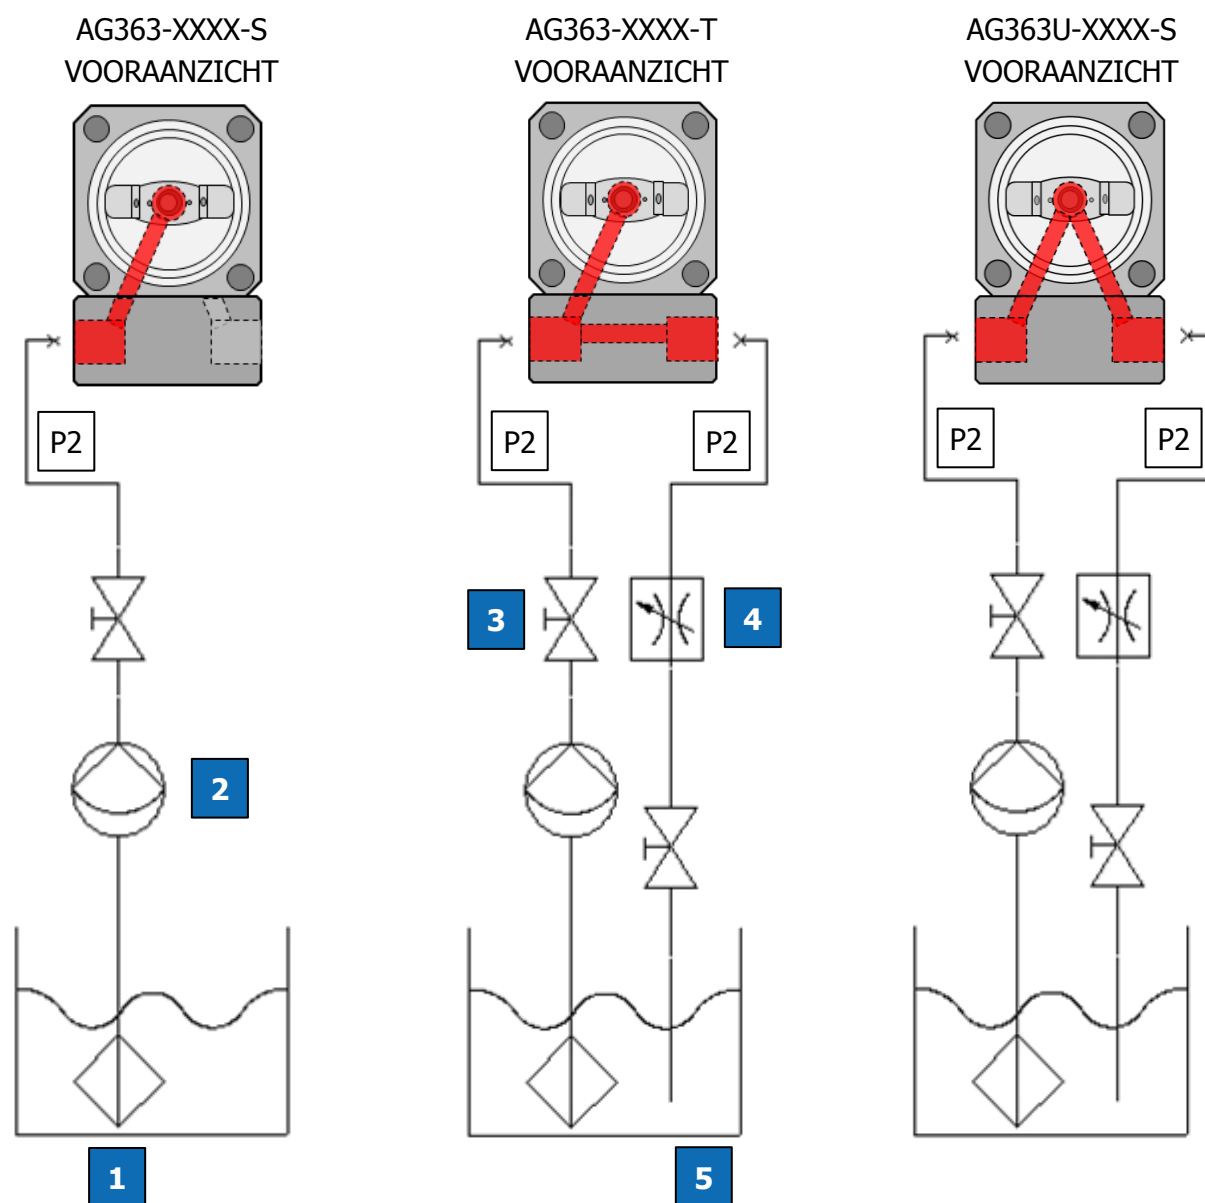 AG363-XXXX-S
VOORAANZICHT
AG363-XXXX-T
VOORAANZICHT
AG363U-XXXX-S
VOORAANZICHT
P2
P2
P2
P2
P2
3
4
2
1
5